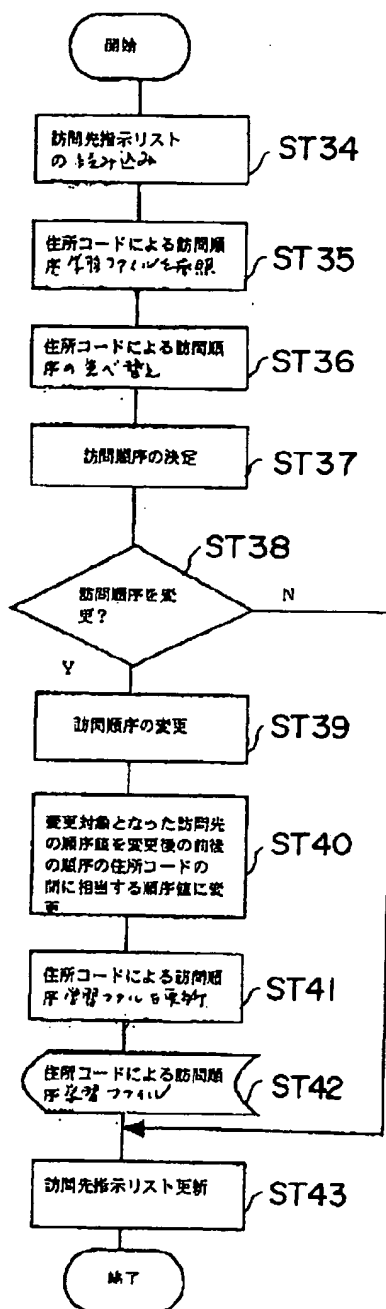 開始
訪問先指示リスト
の読み込み
ST34
住所コードによる訪問順
序学習ファイルを参照
ST35
住所コードによる訪問順
序の並べ替え
ST36
訪問順序の決定
ST37
ST38
訪問順序を変
更?
N
Y
訪問順序の変更
ST39
変更対象となった訪問先
の順序値を変更後の前後
の順序の住所コードの
間に相当する順序値に変
更
ST40
住所コードによる訪問順
序学習ファイルを更新
ST41
住所コードによる訪問順
序学習ファイル
ST42
訪問先指示リスト更新
ST43
終了